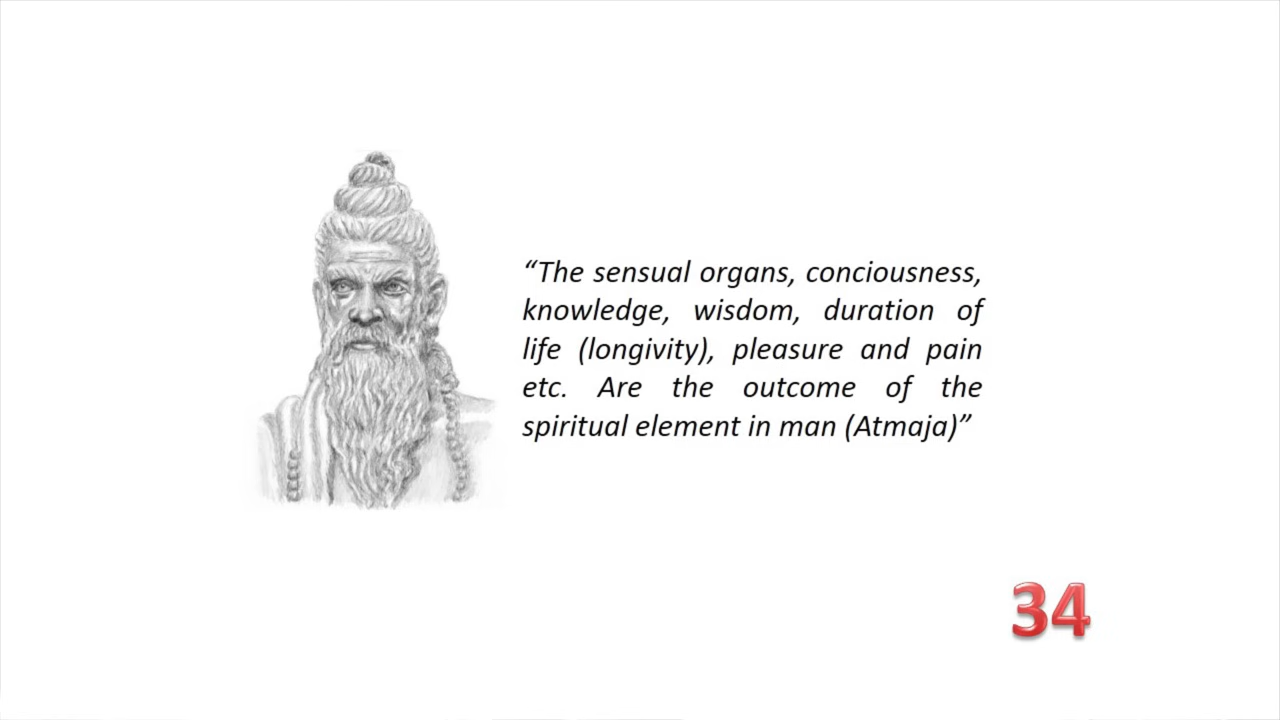 “The sensual organs, conciousness,
knowledge, wisdom, duration of
life (longivity), pleasure and pain
etc. Are the outcome of the
spiritual element in man (Atmaja)”
34